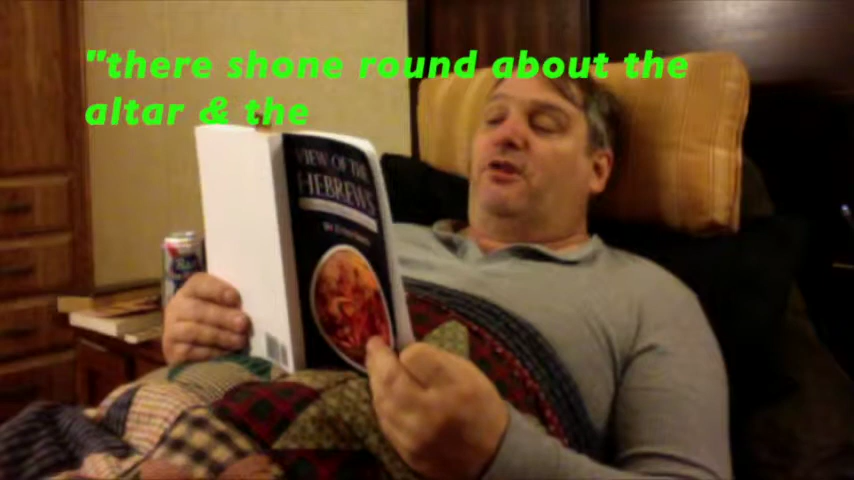 "there shone round about the
altar & the
VIEW OF THE
HEBREWS